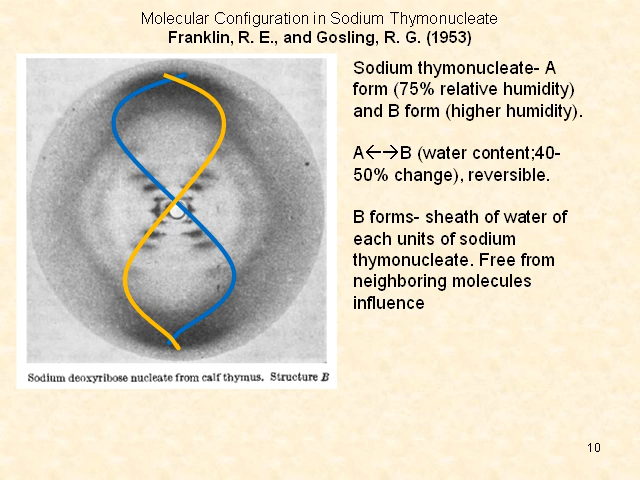 Molecular Configuration in Sodium Thymonucleate
Franklin, R. E., and Gosling, R. G. (1953)
Sodium thymonucleate- A
form (75% relative humidity)
and B form (higher humidity).
A←→B (water content;40-
50% change), reversible.
B forms- sheath of water of
each units of sodium
thymonucleate. Free from
neighboring molecules
influence
Sodium deoxyribose nucleate from calf thymus. Structure B
10